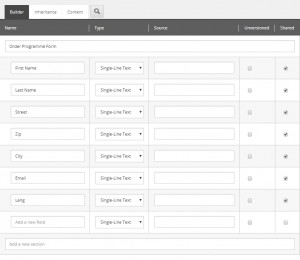 Builder Inheritance Content
Name Type Source Unversioned Shared
Order Programme Form
First Name Single-Line Text
Last Name Single-Line Text
Street Single-Line Text
Zip Single-Line Text
City Single-Line Text
Email Single-Line Text
Lang Single-Line Text
Add a new field Single-Line Text
Add a new section